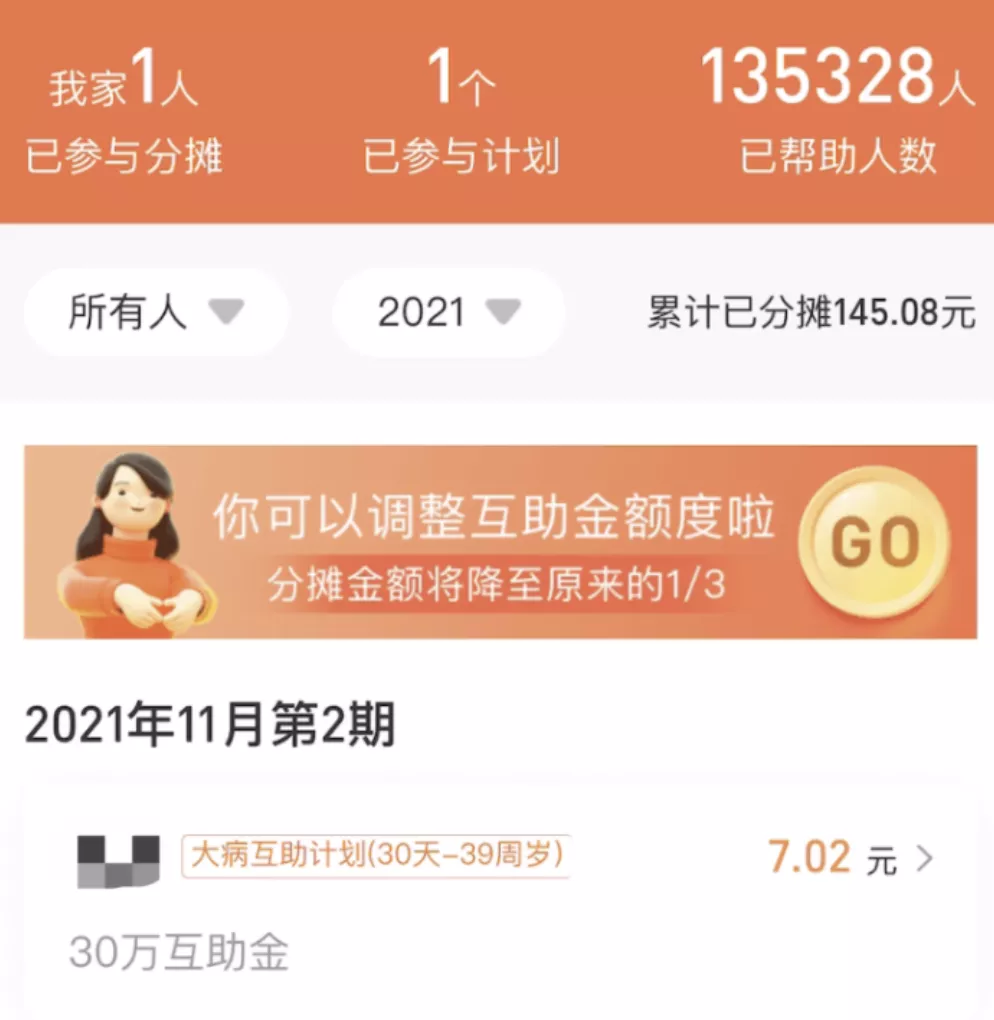 我家1人
1个
135328人
已参与分摊
已参与计划
已帮助人数
所有人
2021
累计已分摊145.08元
你可以调整互助金额度啦
分摊金额将降至原来的1/3
GO
2021年11月第2期
大病互助计划(30天-39周岁)
7.02 元
30万互助金